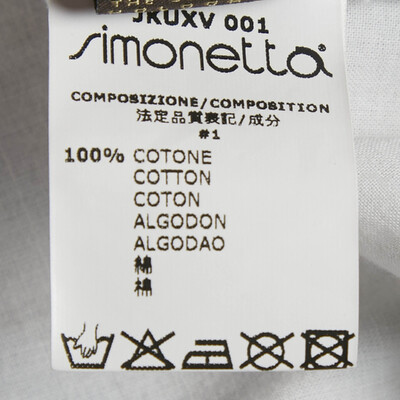 JKUXV 001
simonetta®
COMPOSIZIONE/COMPOSITION
法定品質表記/成分
#1
100% COTONE
COTTON
COTON
ALGODON
ALGODAO
綿
棉